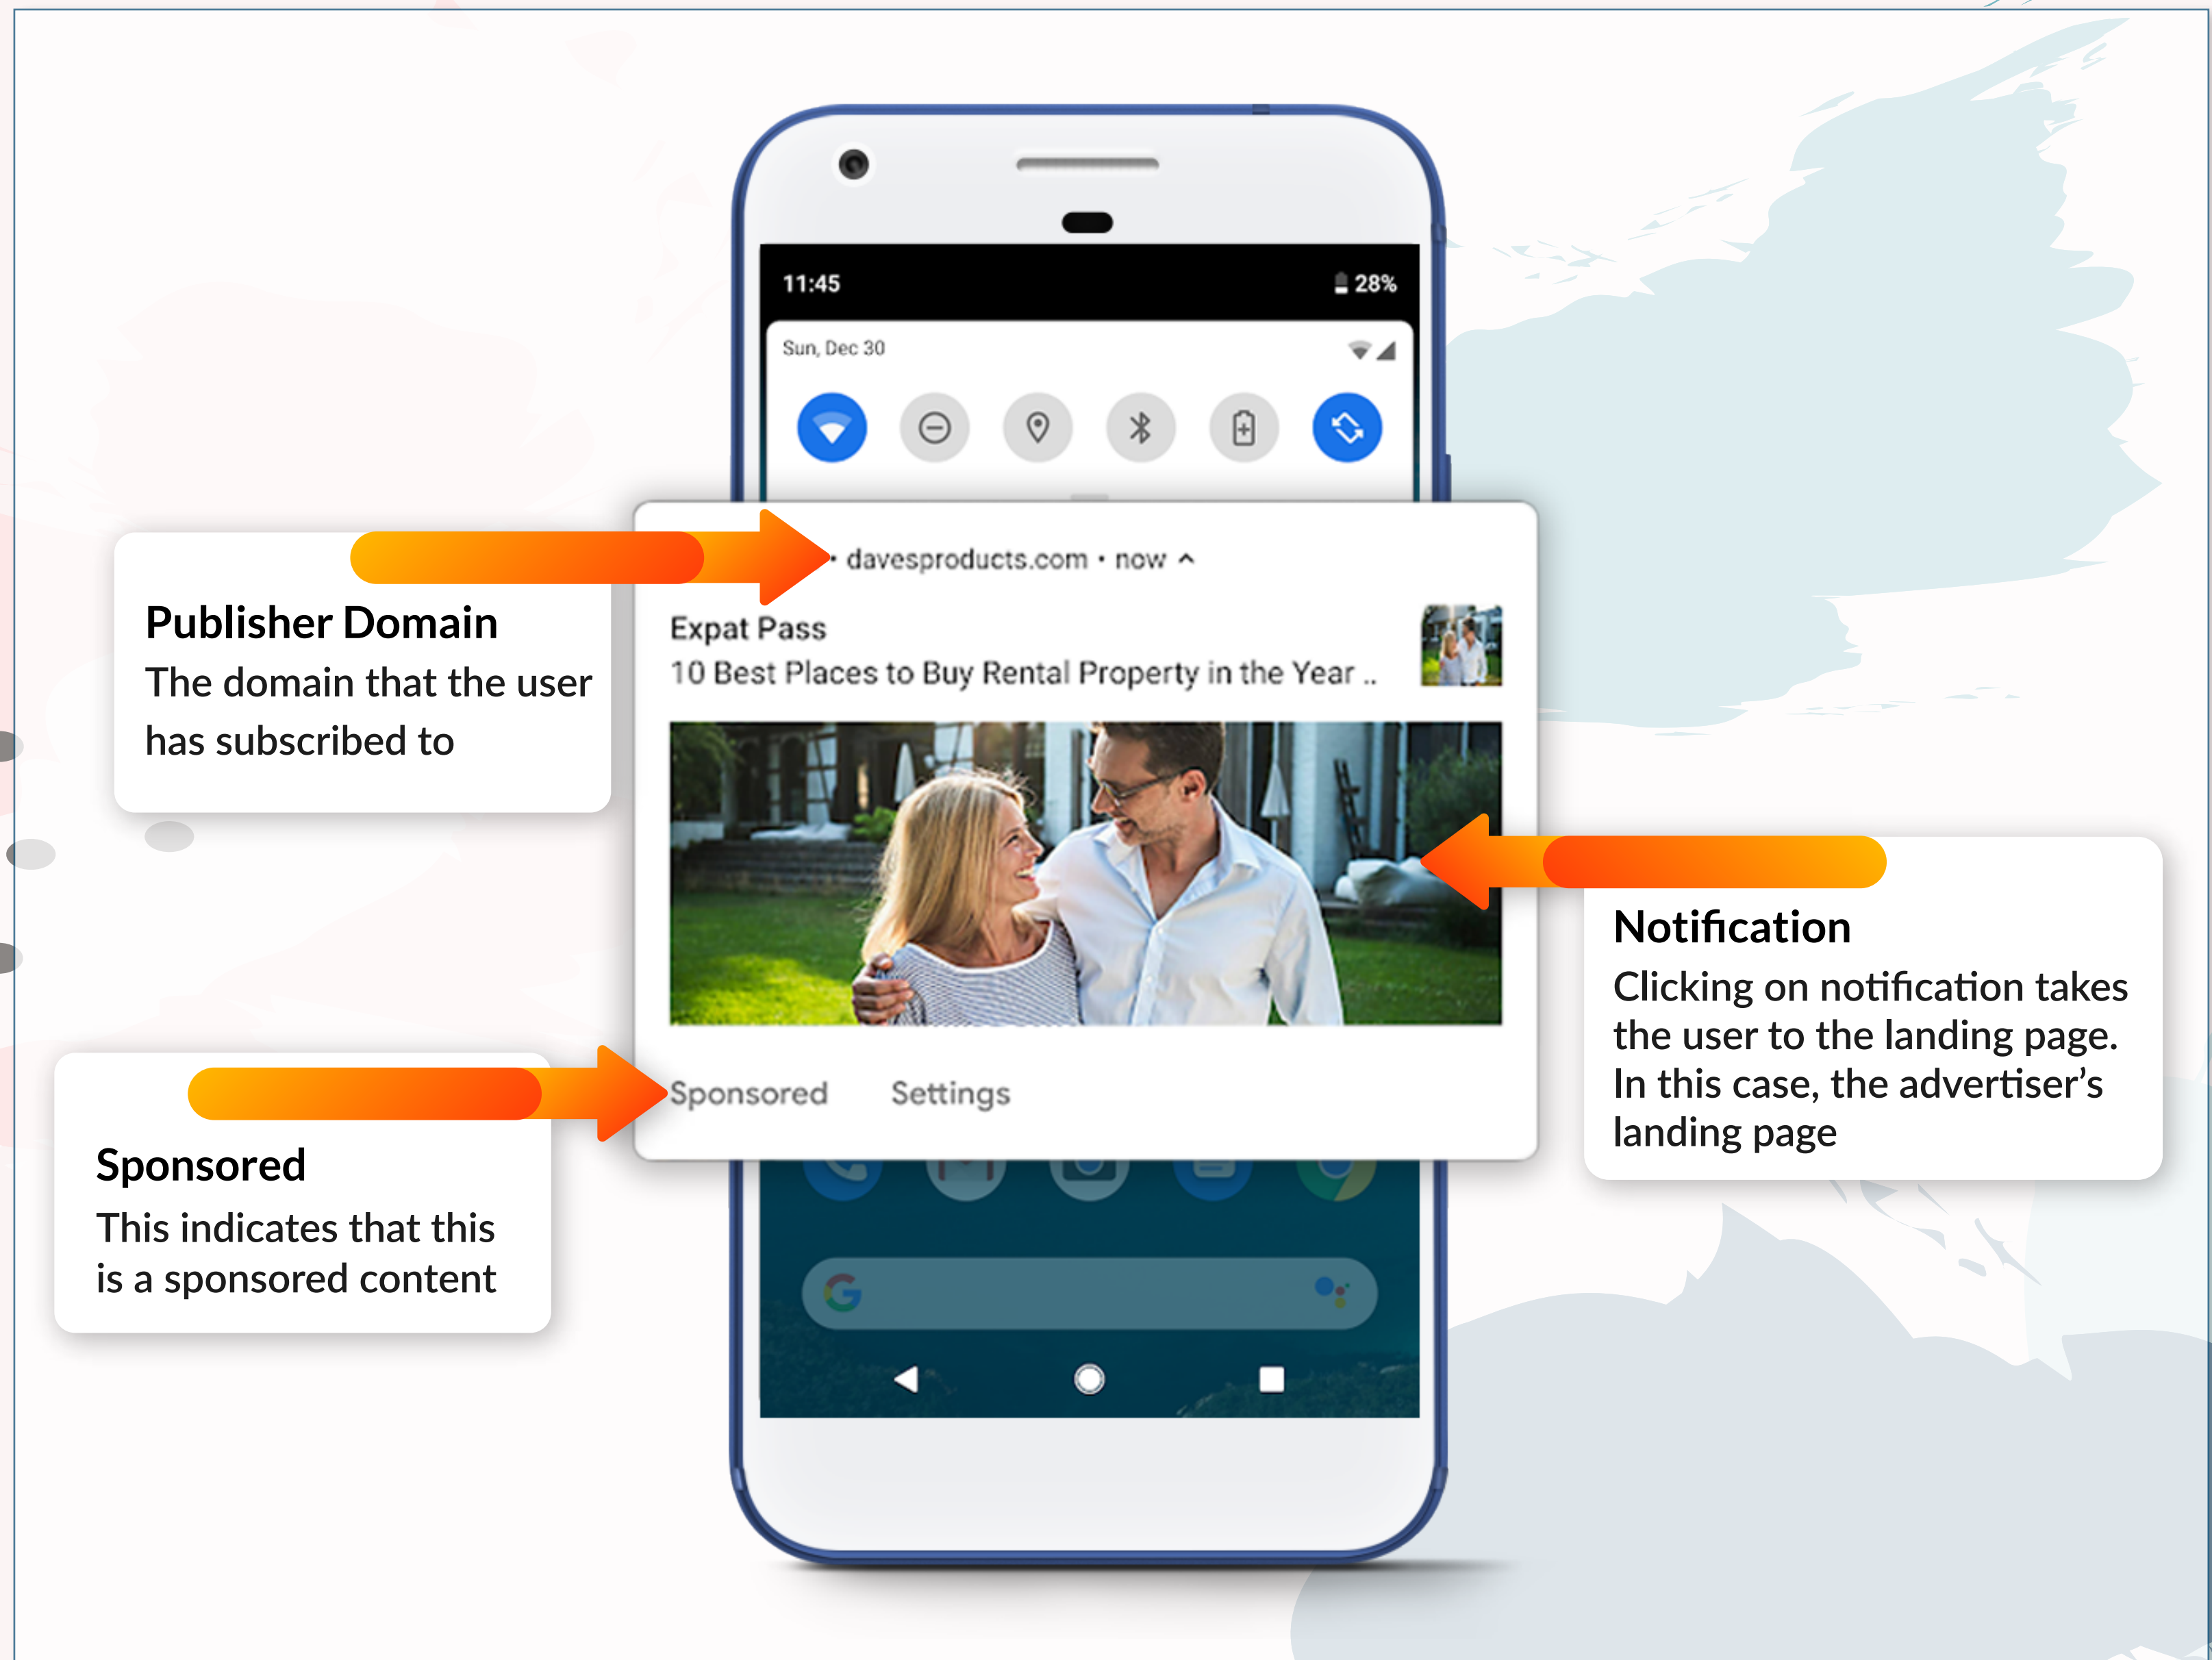 11:45
28%
Sun, Dec 30
• davesproducts.com • now
Expat Pass
10 Best Places to Buy Rental Property in the Year ..
Sponsored Settings
Publisher Domain
The domain that the user
has subscribed to
Notification
Clicking on notification takes
the user to the landing page.
In this case, the advertiser’s
landing page
Sponsored
This indicates that this
is a sponsored content
G